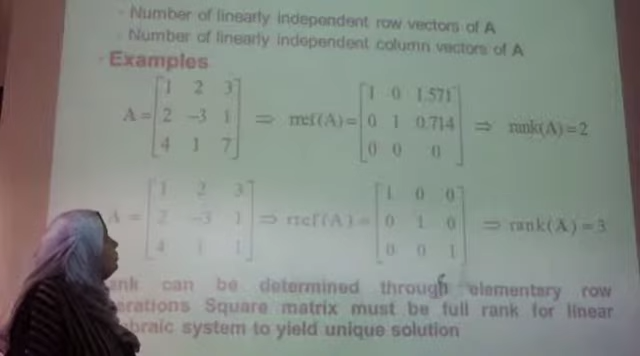 - Number of linearly independent row vectors of A
- Number of linearly independent column vectors of A
- Examples
A = [1 2 3; 2 -3 1; 4 1 7] ⇒ rref(A) = [1 0 1.571; 0 1 0.714; 0 0 0] ⇒ rank(A)=2
A = [1 2 3; 2 -3 1; 4 1 1] ⇒ rref(A) = [1 0 0; 0 1 0; 0 0 1] ⇒ rank(A)=3
can be determined through elementary row
Square matrix must be full rank for linear
system to yield unique solution